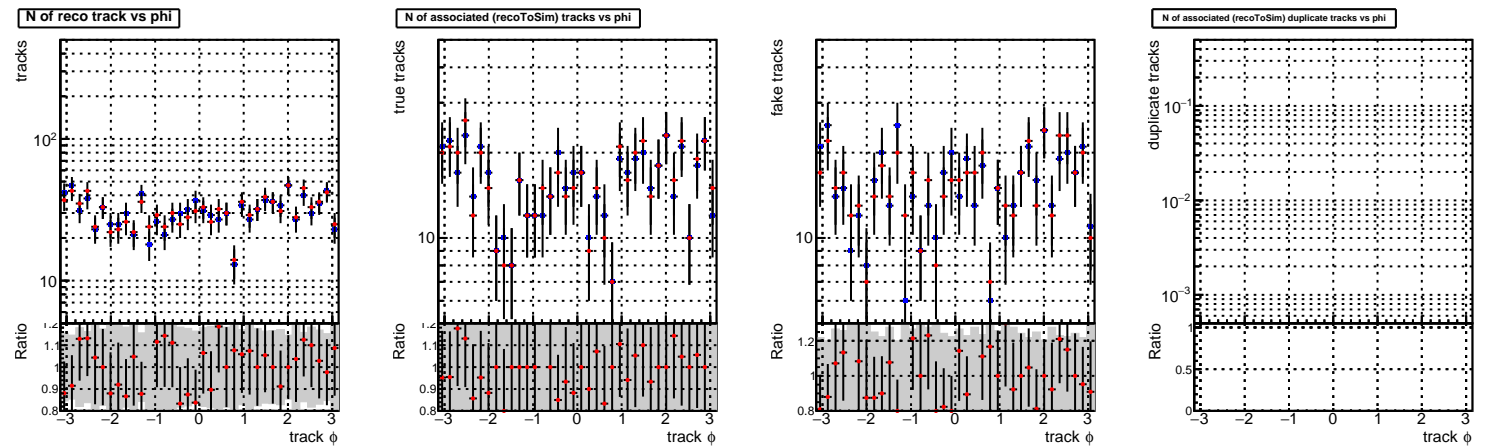 N of reco track vs phi
tracks
10²
10
1.2
1.1
1
0.9
0.8
Ratio
−3 −2 −1 0 1 2 3
track ϕ
N of associated (recoToSim) tracks vs phi
true tracks
10
1.2
1.1
1
0.9
0.8
Ratio
−3 −2 −1 0 1 2 3
track ϕ
fake tracks
10
1.2
1
0.8
Ratio
−3 −2 −1 0 1 2 3
track ϕ
N of associated (recoToSim) duplicate tracks vs phi
duplicate tracks
10⁻¹
10⁻²
10⁻³
1
0.5
0
Ratio
−3 −2 −1 0 1 2 3
track ϕ